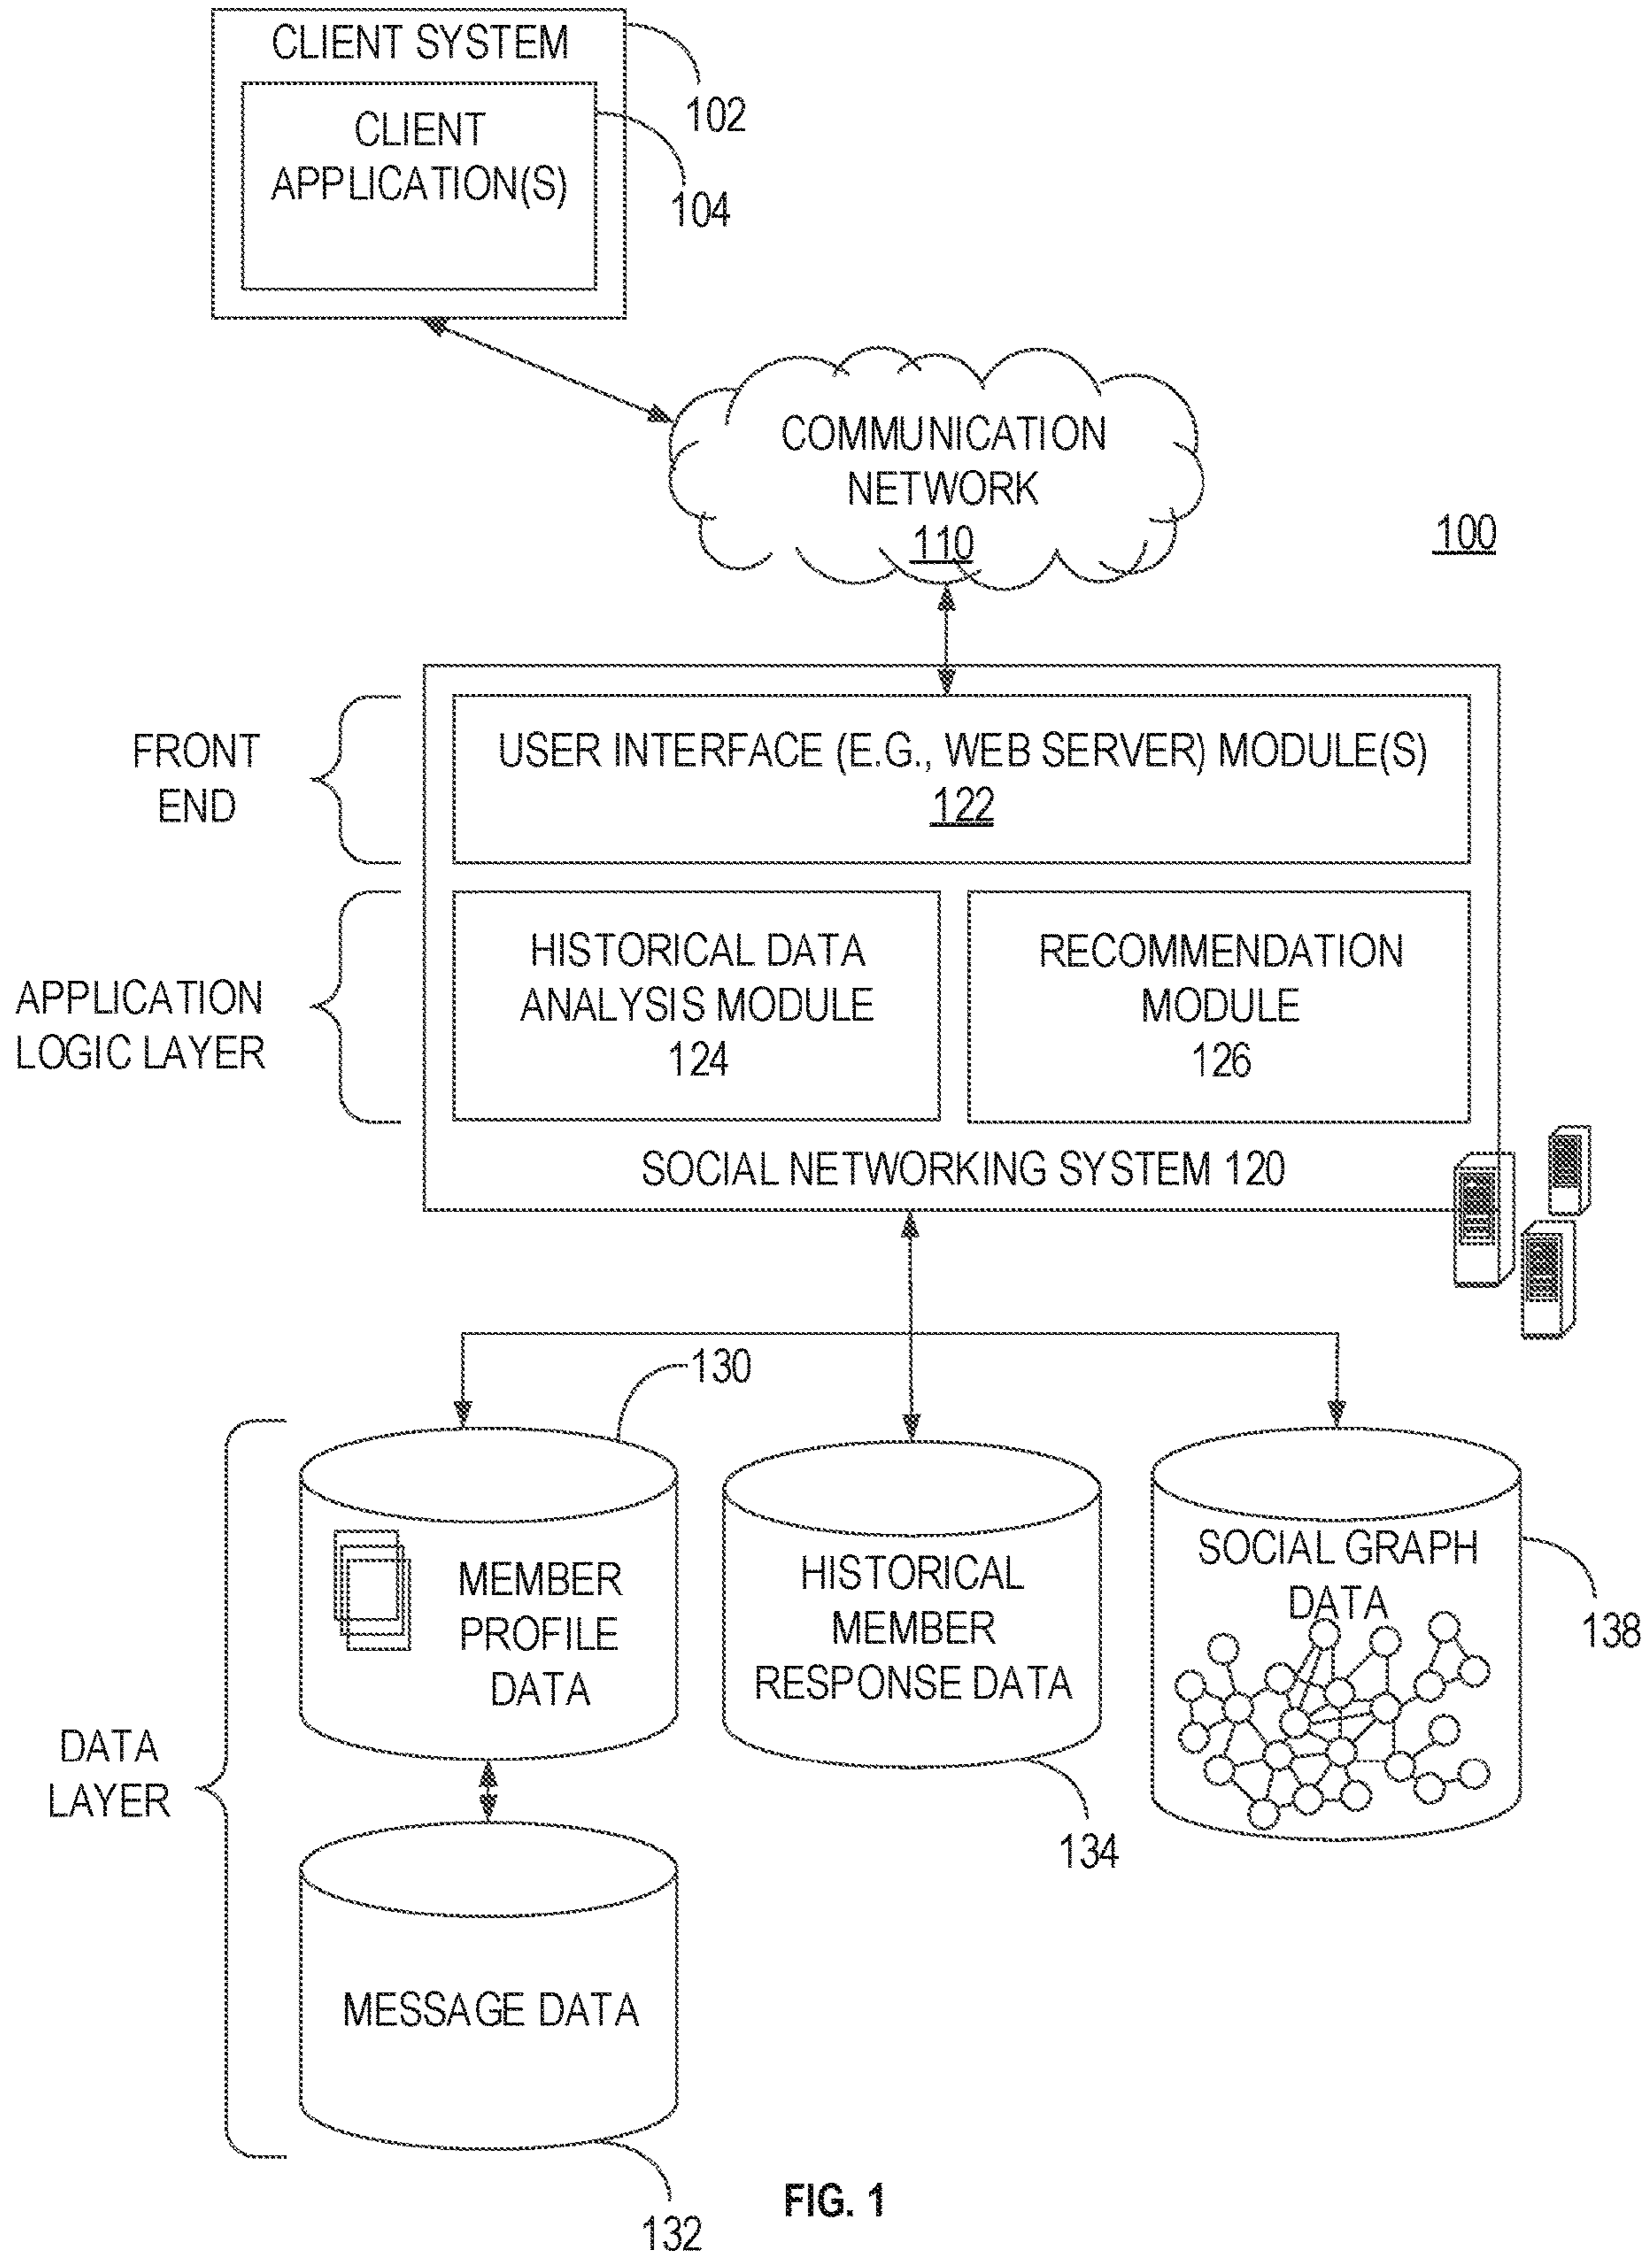 CLIENT SYSTEM
102
CLIENT
APPLICATION(S)
104
COMMUNICATION
NETWORK
110
100
FRONT
END
USER INTERFACE (E.G., WEB SERVER) MODULE(S)
122
APPLICATION
LOGIC LAYER
HISTORICAL DATA
ANALYSIS MODULE
124
RECOMMENDATION
MODULE
126
SOCIAL NETWORKING SYSTEM 120
DATA
LAYER
130
MEMBER
PROFILE
DATA
HISTORICAL
MEMBER
RESPONSE DATA
134
SOCIAL GRAPH
DATA
138
MESSAGE DATA
132
FIG. 1